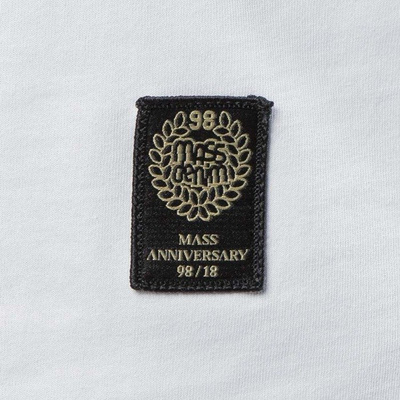 98
MASS
DENIM
MASS
ANNIVERSARY
98/18